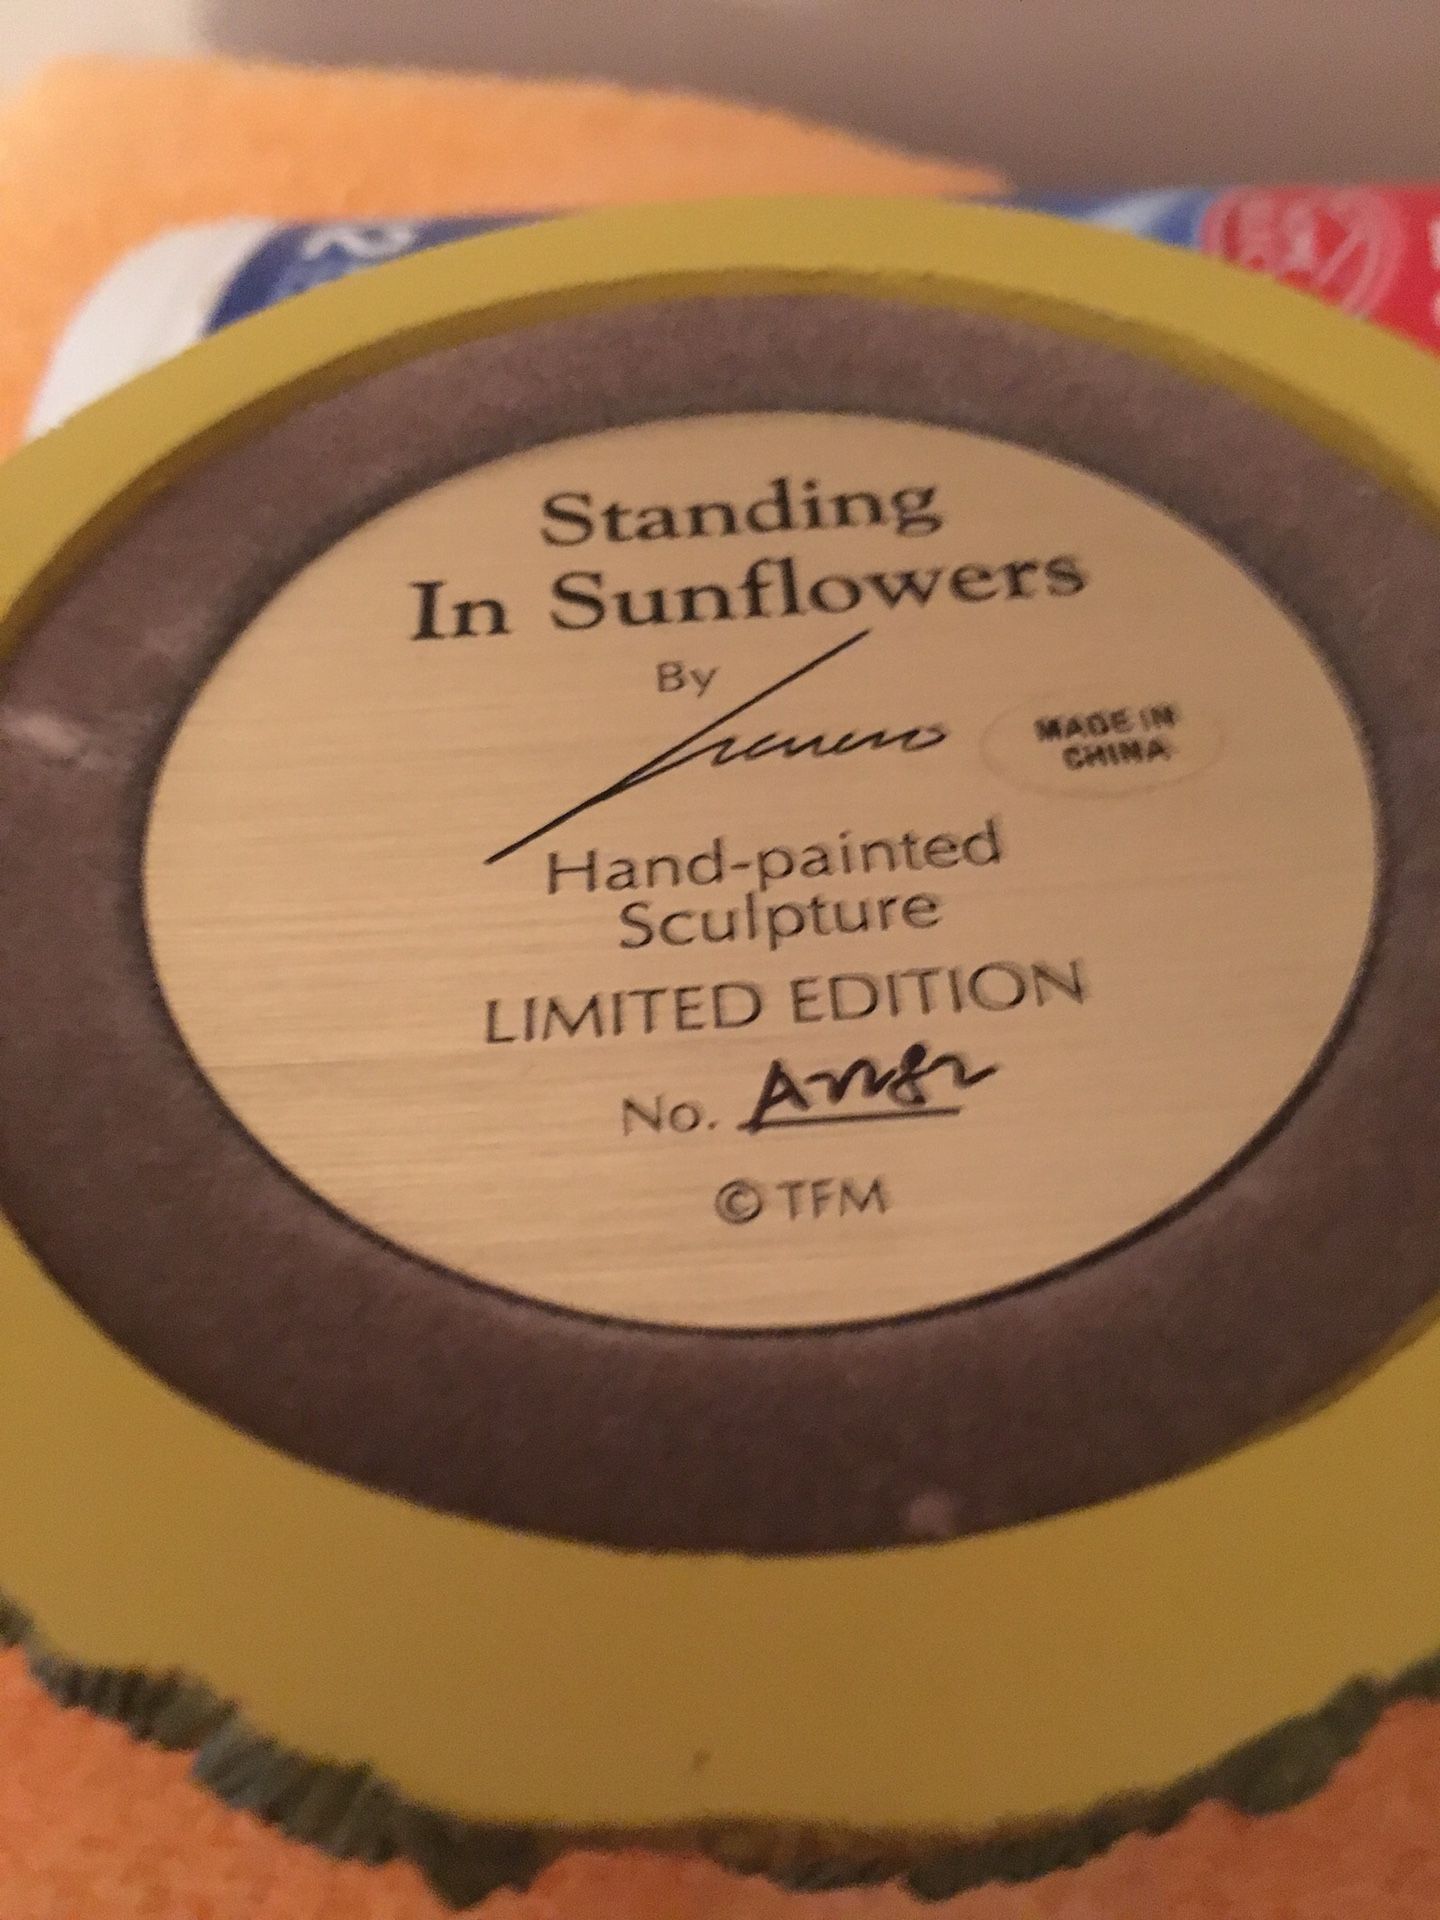 Standing
In Sunflowers
By
MADE IN
CHINA
Hand-painted
Sculpture
LIMITED EDITION
No.
© TFM